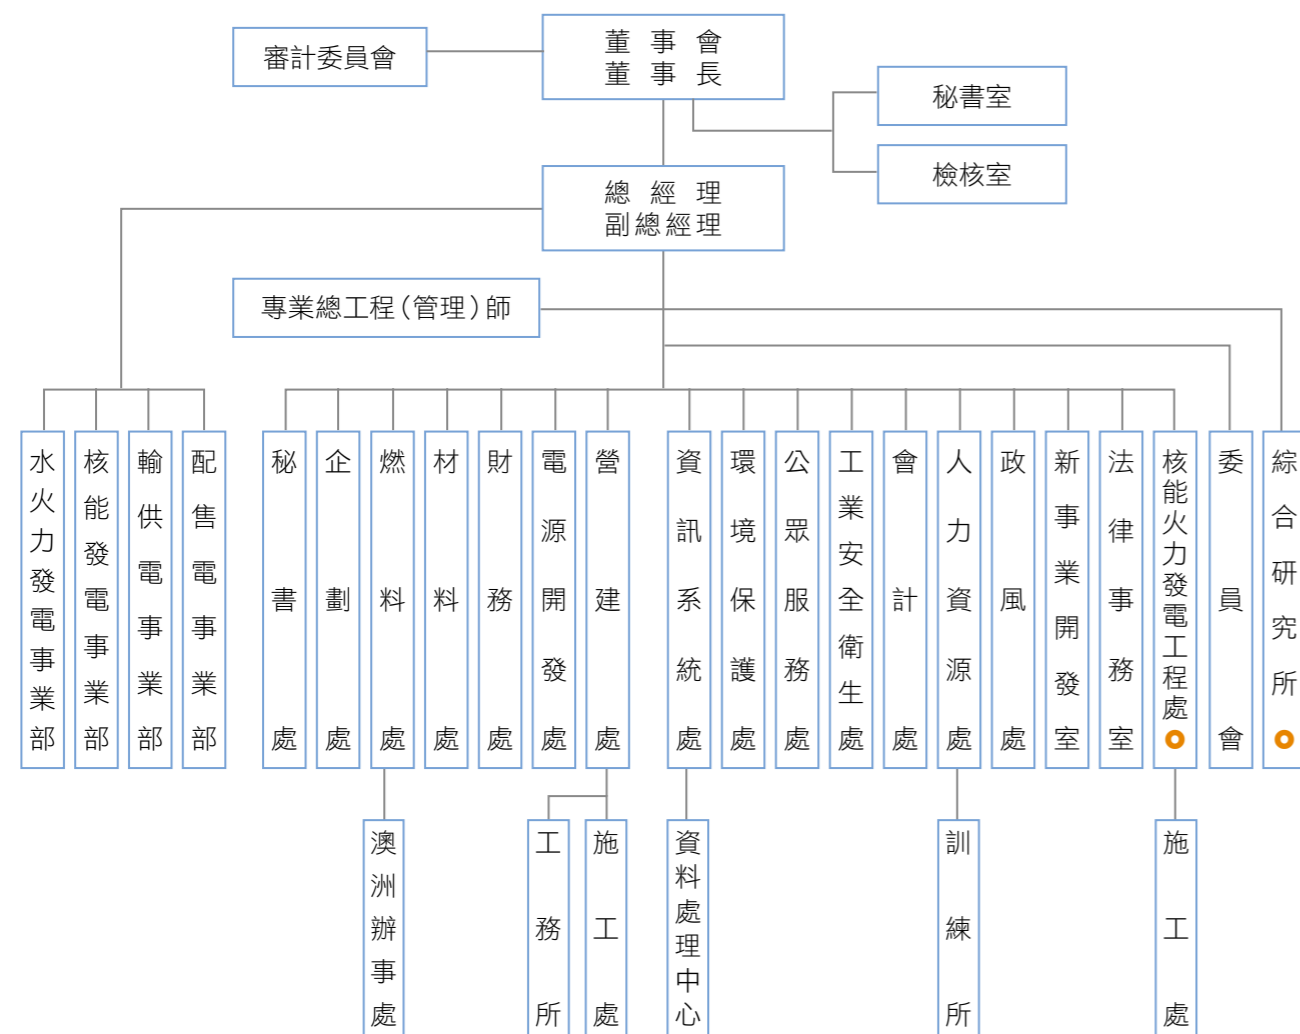 審計委員會
董事會
董事長
秘書室
檢核室
總經理
副總經理
專業總工程(管理)師
水火力發電事業部
核能發電事業部
輸供電事業部
配售電事業部
秘書處
企劃處
燃料處
材料處
財務處
電源開發處
營建處
資訊系統處
環境保護處
公眾服務處
工業安全衛生處
會計處
人力資源處
政風處
新事業開發室
法律事務室
核能火力發電工程處
委員會
綜合研究所
澳洲辦事處
工務所
施工處
資料處理中心
訓練所
施工處